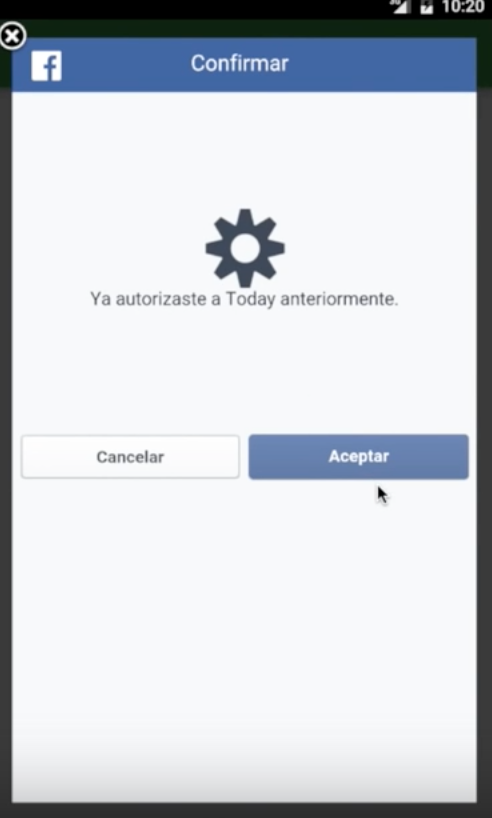 10:20
Confirmar
Ya autorizaste a Today anteriormente.
Cancelar
Aceptar